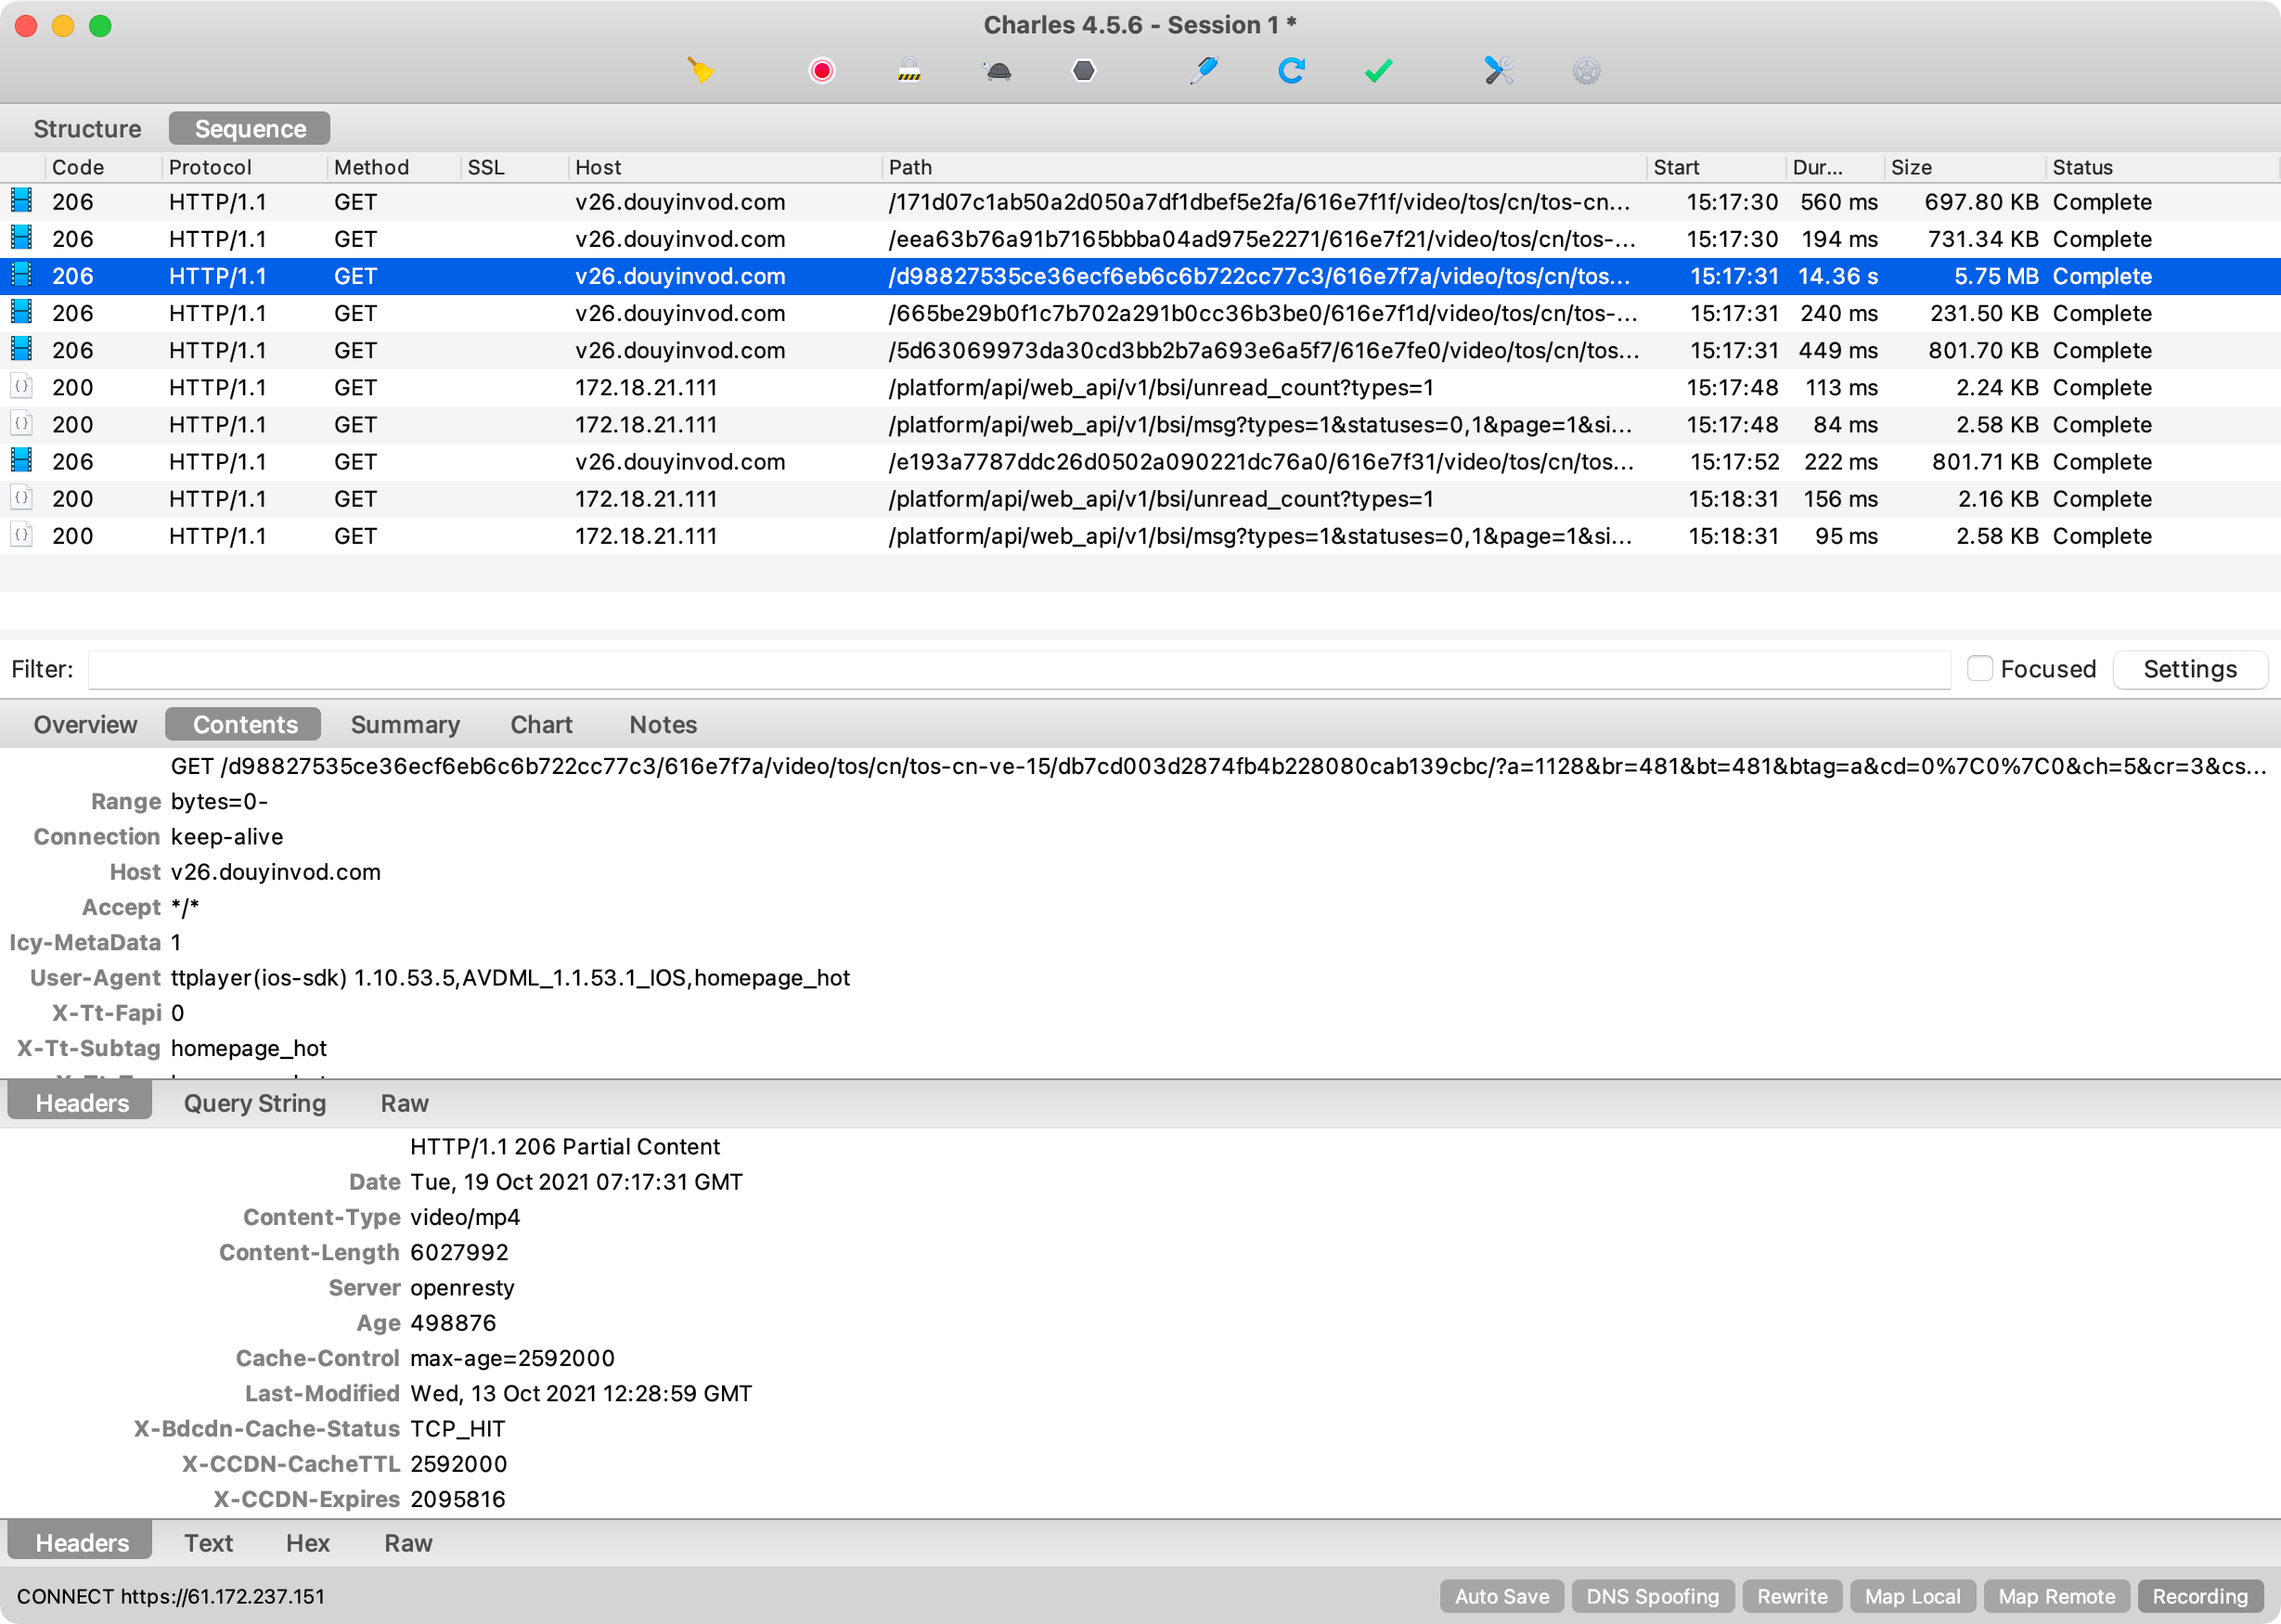 Charles 4.5.6 - Session 1 *
Structure Sequence
Code Protocol Method SSL Host Path Start Dur... Size Status
206 HTTP/1.1 GET v26.douyinvod.com /171d07c1ab50a2d050a7df1dbef5e2fa/616e7f1f/video/tos/cn/tos-cn... 15:17:30 560 ms 697.80 KB Complete
206 HTTP/1.1 GET v26.douyinvod.com /eea63b76a91b7165bbba04ad975e2271/616e7f21/video/tos/cn/tos-... 15:17:30 194 ms 731.34 KB Complete
206 HTTP/1.1 GET v26.douyinvod.com /d98827535ce36ecf6eb6c6b722cc77c3/616e7f7a/video/tos/cn/tos... 15:17:31 14.36 s 5.75 MB Complete
206 HTTP/1.1 GET v26.douyinvod.com /665be29b0f1c7b702a291b0cc36b3be0/616e7f1d/video/tos/cn/tos-... 15:17:31 240 ms 231.50 KB Complete
206 HTTP/1.1 GET v26.douyinvod.com /5d63069973da30cd3bb2b7a693e6a5f7/616e7fe0/video/tos/cn/tos... 15:17:31 449 ms 801.70 KB Complete
200 HTTP/1.1 GET 172.18.21.111 /platform/api/web_api/v1/bsi/unread_count?types=1 15:17:48 113 ms 2.24 KB Complete
200 HTTP/1.1 GET 172.18.21.111 /platform/api/web_api/v1/bsi/msg?types=1&statuses=0,1&page=1&si... 15:17:48 84 ms 2.58 KB Complete
206 HTTP/1.1 GET v26.douyinvod.com /e193a7787ddc26d0502a090221dc76a0/616e7f31/video/tos/cn/tos... 15:17:52 222 ms 801.71 KB Complete
200 HTTP/1.1 GET 172.18.21.111 /platform/api/web_api/v1/bsi/unread_count?types=1 15:18:31 156 ms 2.16 KB Complete
200 HTTP/1.1 GET 172.18.21.111 /platform/api/web_api/v1/bsi/msg?types=1&statuses=0,1&page=1&si... 15:18:31 95 ms 2.58 KB Complete
Filter: Focused Settings
Overview Contents Summary Chart Notes
GET /d98827535ce36ecf6eb6c6b722cc77c3/616e7f7a/video/tos/cn/tos-cn-ve-15/db7cd003d2874fb4b228080cab139cbc/?a=1128&br=481&bt=481&btag=a&cd=0%7C0%7C0&ch=5&cr=3&cs...
Range bytes=0-
Connection keep-alive
Host v26.douyinvod.com
Accept */*
Icy-MetaData 1
User-Agent ttplayer(ios-sdk) 1.10.53.5,AVDML_1.1.53.1_IOS,homepage_hot
X-Tt-Fapi 0
X-Tt-Subtag homepage_hot
Headers Query String Raw
HTTP/1.1 206 Partial Content
Date Tue, 19 Oct 2021 07:17:31 GMT
Content-Type video/mp4
Content-Length 6027992
Server openresty
Age 498876
Cache-Control max-age=2592000
Last-Modified Wed, 13 Oct 2021 12:28:59 GMT
X-Bdcdn-Cache-Status TCP_HIT
X-CCDN-CacheTTL 2592000
X-CCDN-Expires 2095816
Headers Text Hex Raw
CONNECT https://61.172.237.151 Auto Save DNS Spoofing Rewrite Map Local Map Remote Recording